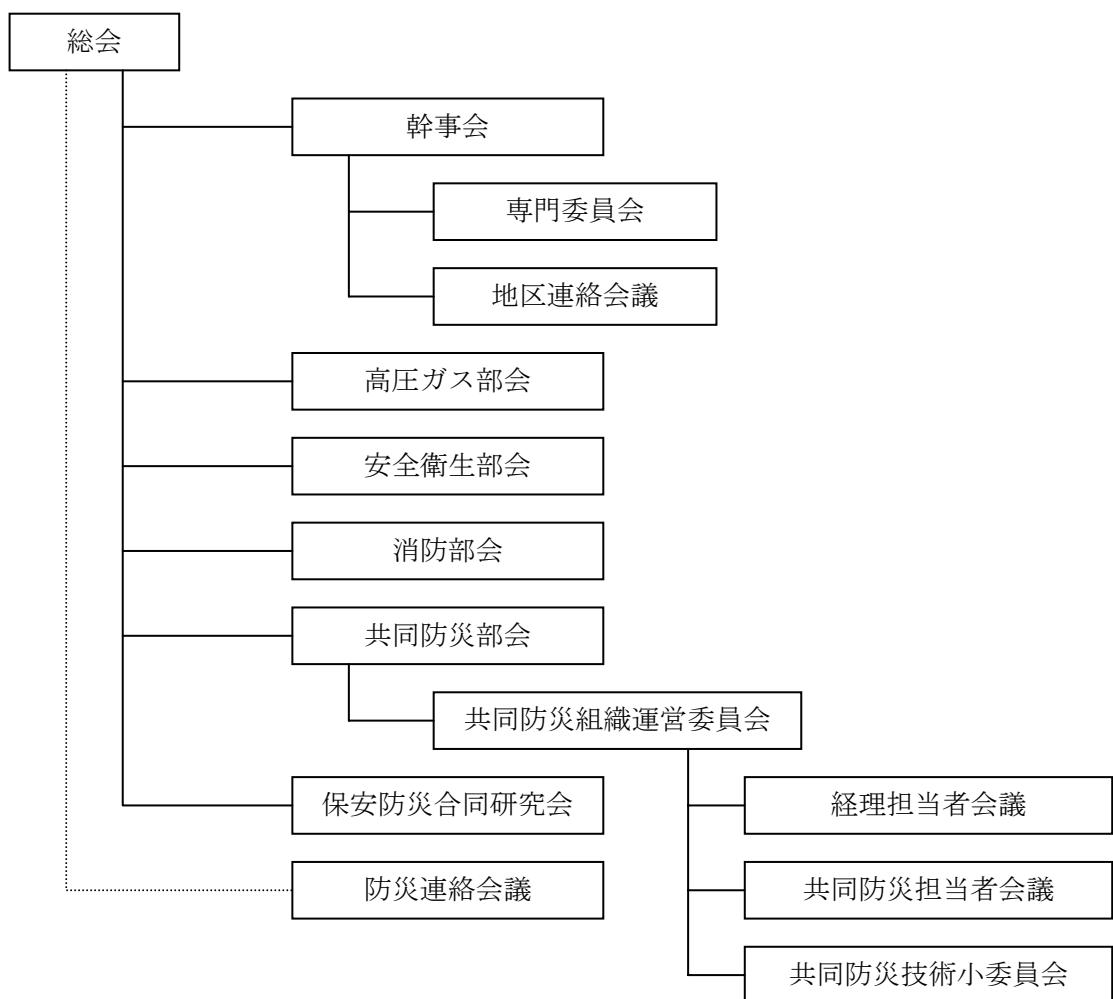 総会
幹事会
専門委員会
地区連絡会議
高圧ガス部会
安全衛生部会
消防部会
共同防災部会
共同防災組織運営委員会
保安防災合同研究会
経理担当者会議
防災連絡会議
共同防災担当者会議
共同防災技術小委員会